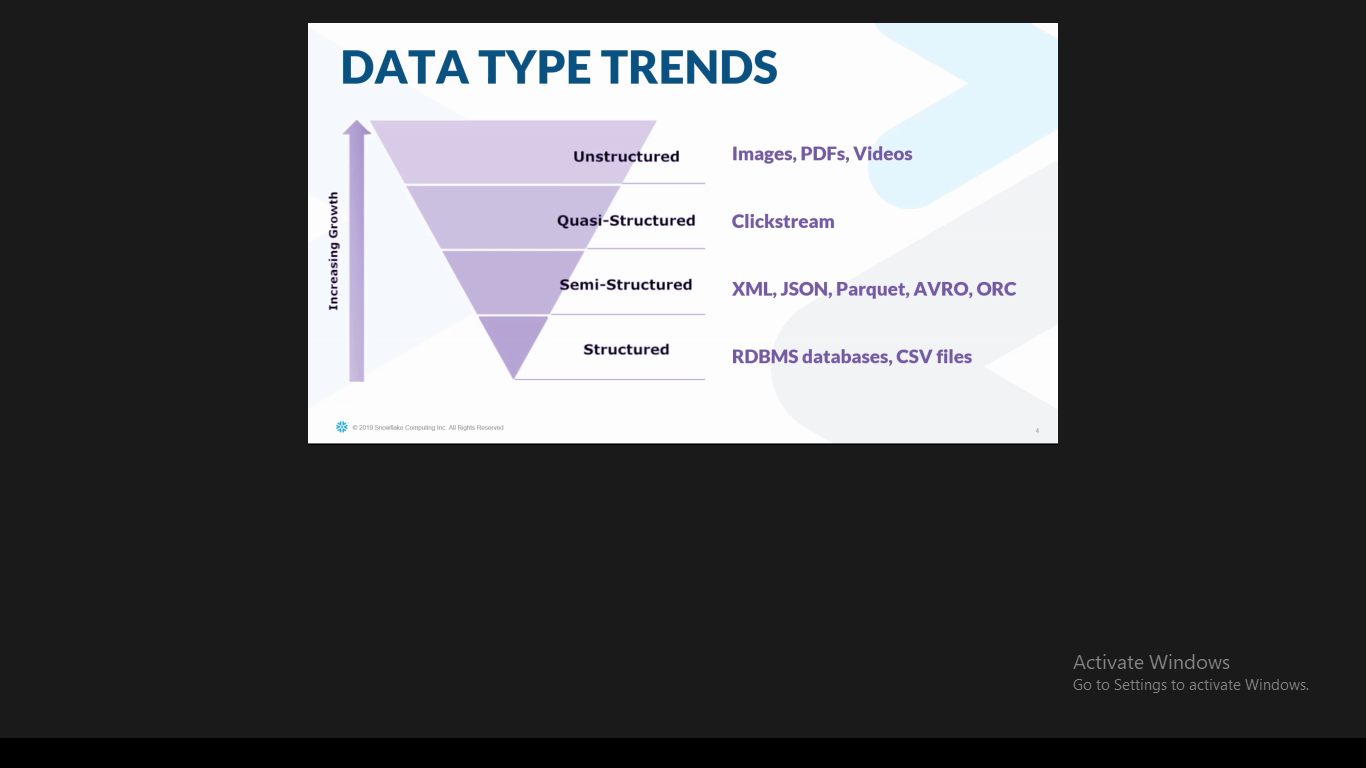 DATA TYPE TRENDS
Increasing Growth
Unstructured
Images, PDFs, Videos
Quasi-Structured
Clickstream
Semi-Structured
XML, JSON, Parquet, AVRO, ORC
Structured
RDBMS databases, CSV files
© 2019 Snowflake Computing Inc. All Rights Reserved
4
Activate Windows
Go to Settings to activate Windows.